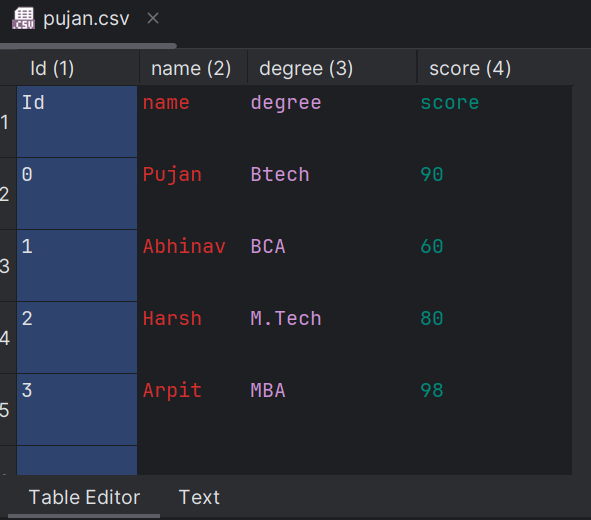 .CSV pujan.csv
Id (1) name (2) degree (3) score (4)
1 Id name degree score
2 0 Pujan Btech 90
3 1 Abhinav BCA 60
4 2 Harsh M.Tech 80
5 3 Arpit MBA 98
Table Editor Text